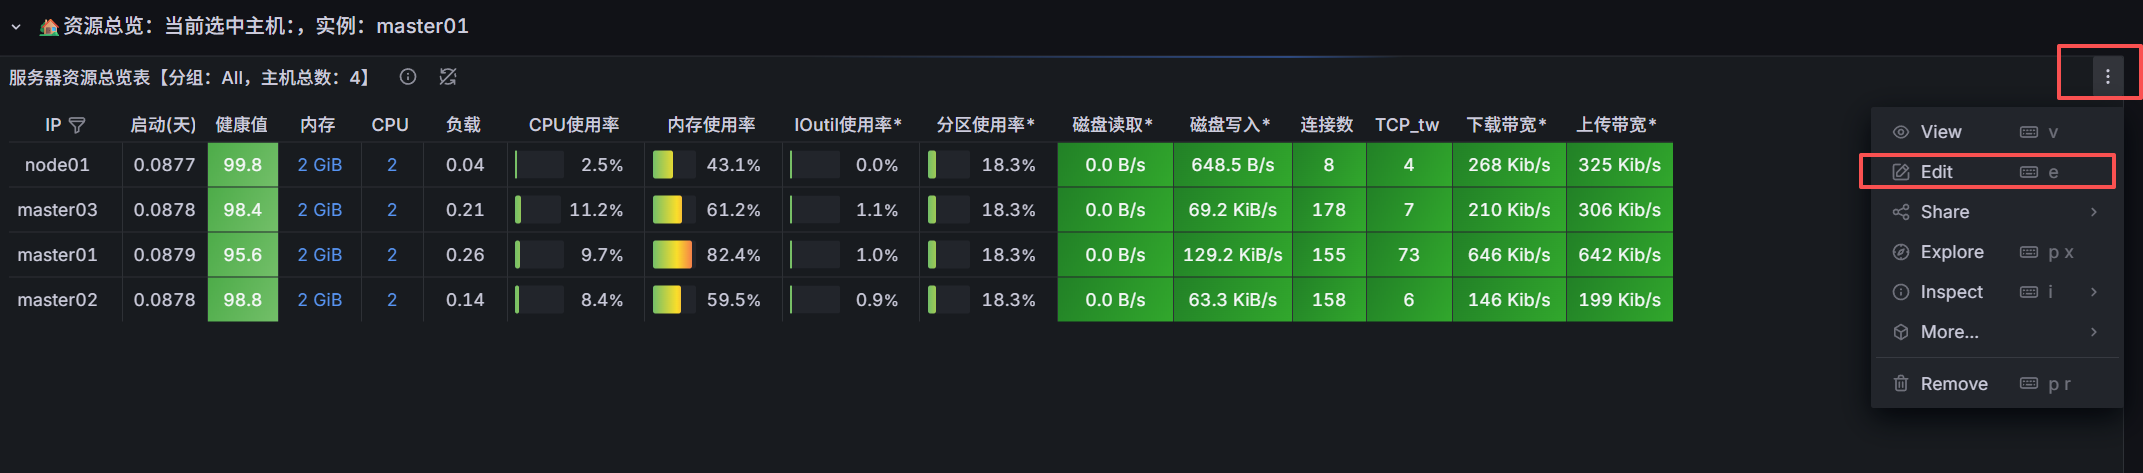 资源总览：当前选中主机：，实例：master01
服务器资源总览表【分组：All，主机总数：4】
IP 启动(天) 健康值 内存 CPU 负载 CPU使用率 内存使用率 IOutil使用率* 分区使用率* 磁盘读取* 磁盘写入* 连接数 TCP_tw 下载带宽* 上传带宽*
node01 0.0877 99.8 2 GiB 2 0.04 2.5% 43.1% 0.0% 18.3% 0.0 B/s 648.5 B/s 8 4 268 Kib/s 325 Kib/s
master03 0.0878 98.4 2 GiB 2 0.21 11.2% 61.2% 1.1% 18.3% 0.0 B/s 69.2 KiB/s 178 7 210 Kib/s 306 Kib/s
master01 0.0879 95.6 2 GiB 2 0.26 9.7% 82.4% 1.0% 18.3% 0.0 B/s 129.2 KiB/s 155 73 646 Kib/s 642 Kib/s
master02 0.0878 98.8 2 GiB 2 0.14 8.4% 59.5% 0.9% 18.3% 0.0 B/s 63.3 KiB/s 158 6 146 Kib/s 199 Kib/s
View v
Edit e
Share
Explore p x
Inspect i
More...
Remove p r